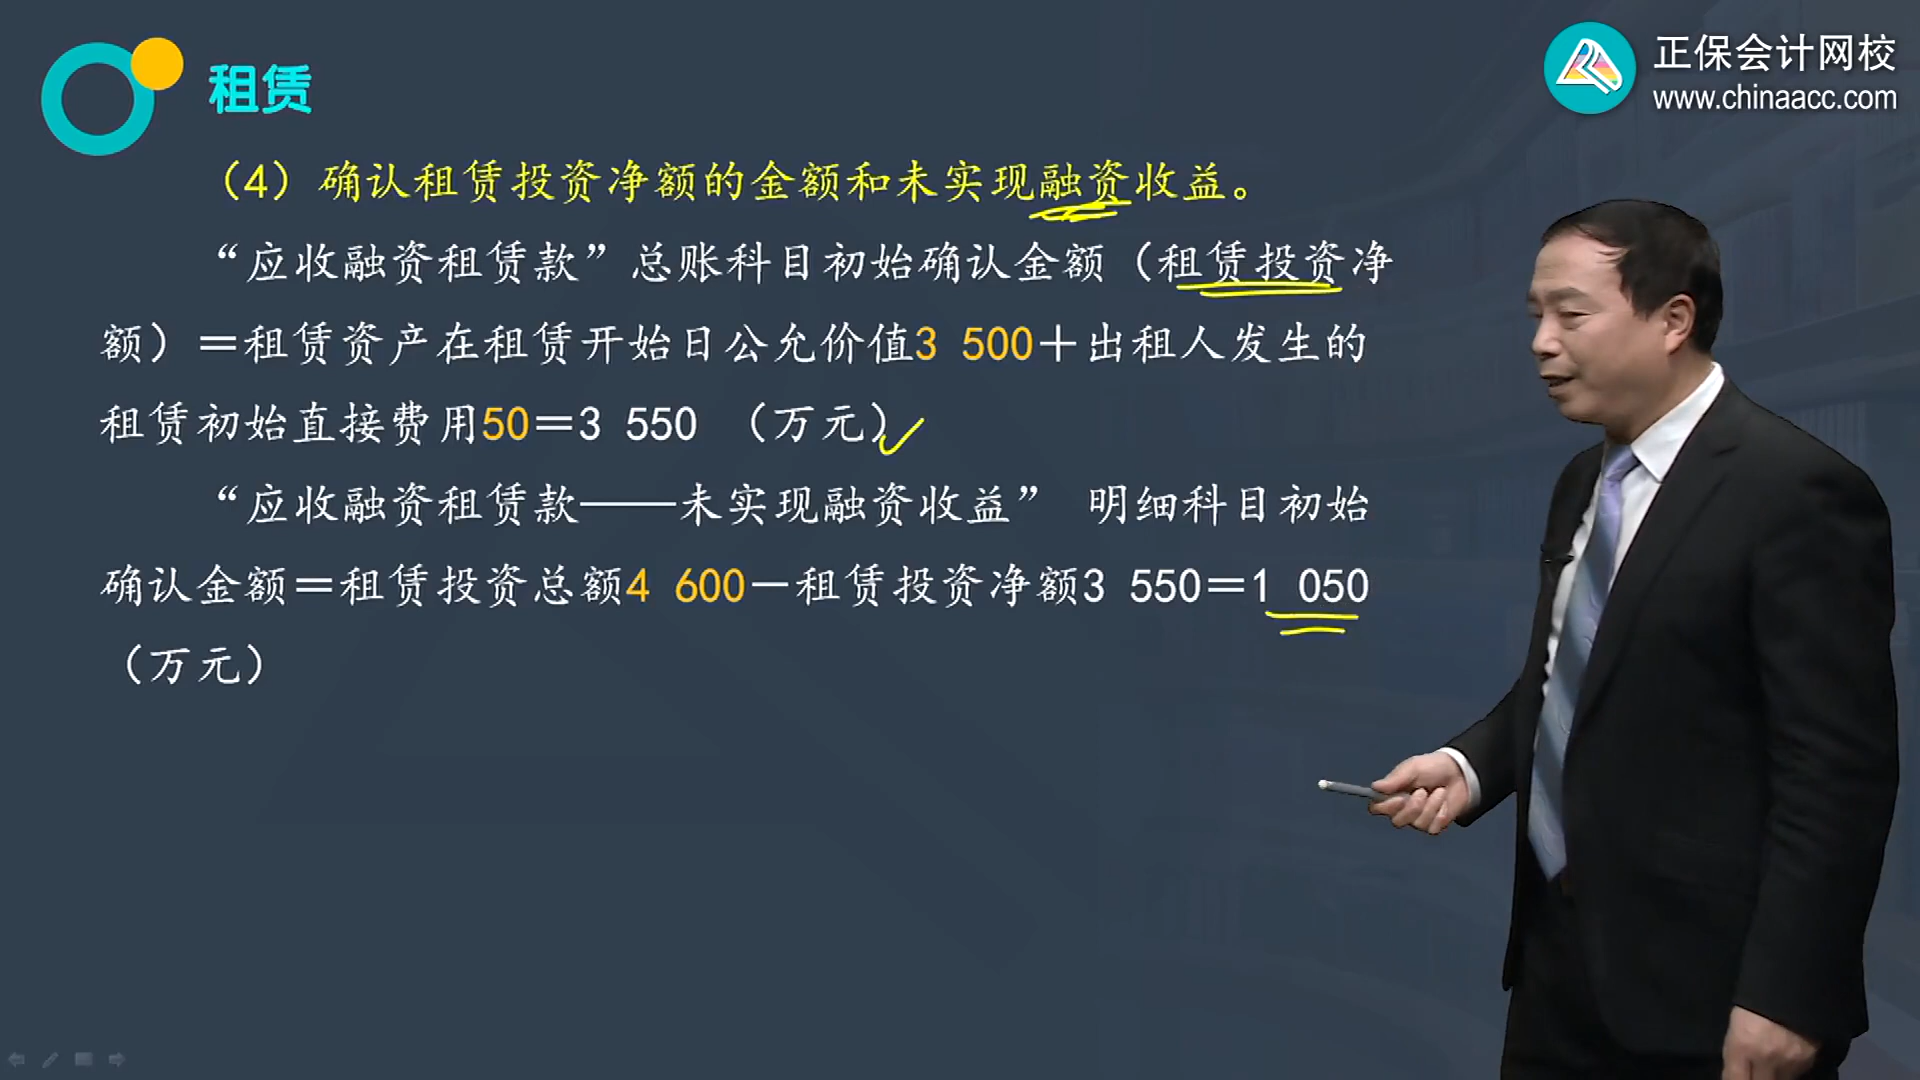 租赁
正保会计网校
www.chinaacc.com
（4）确认租赁投资净额的金额和未实现融资收益。
“应收融资租赁款”总账科目初始确认金额（租赁投资净
额）＝租赁资产在租赁开始日公允价值3 500＋出租人发生的
租赁初始直接费用50＝3 550 （万元）
“应收融资租赁款——未实现融资收益” 明细科目初始
确认金额＝租赁投资总额4 600－租赁投资净额3 550＝1 050
（万元）